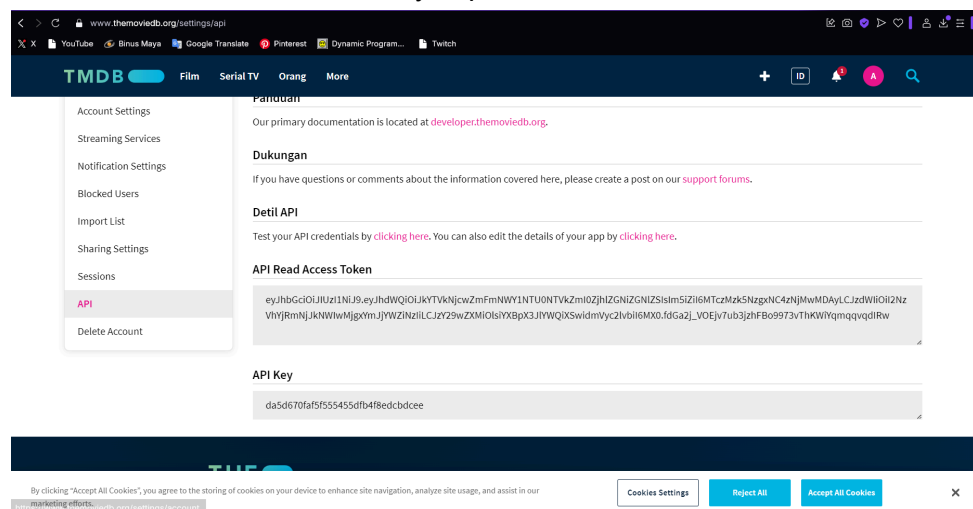 www.themoviedb.org/settings/api
X YouTube Binus Maya Google Translate Pinterest Dynamic Program... Twitch
TMDB Film Serial TV Orang More ID 1 A
Panduan
Account Settings
Our primary documentation is located at developer.themoviedb.org.
Streaming Services
Dukungan
Notification Settings
If you have questions or comments about the information covered here, please create a post on our support forums.
Blocked Users
Detil API
Import List
Test your API credentials by clicking here. You can also edit the details of your app by clicking here.
Sharing Settings
API Read Access Token
Sessions
API
Delete Account
API Key
da5d670faf5f555455dfb4f8edcbdcee
THE
By clicking “Accept All Cookies”, you agree to the storing of cookies on your device to enhance site navigation, analyze site usage, and assist in our
marketing efforts.
Cookies Settings
Reject All
Accept All Cookies